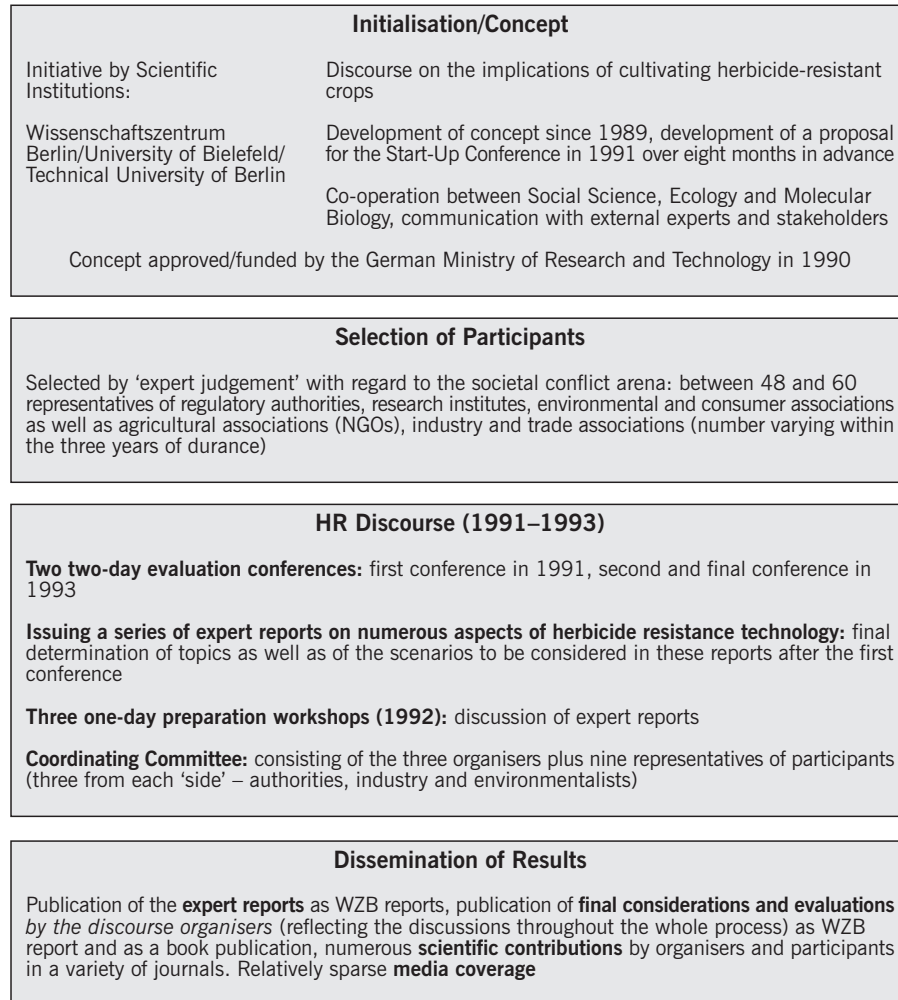 Initialisation/Concept
Initiative by Scientific
Institutions:
Discourse on the implications of cultivating herbicide-resistant
crops
Wissenschaftszentrum
Berlin/University of Bielefeld/
Technical University of Berlin
Development of concept since 1989, development of a proposal
for the Start-Up Conference in 1991 over eight months in advance
Co-operation between Social Science, Ecology and Molecular
Biology, communication with external experts and stakeholders
Concept approved/funded by the German Ministry of Research and Technology in 1990
Selection of Participants
Selected by ‘expert judgement’ with regard to the societal conflict arena: between 48 and 60
representatives of regulatory authorities, research institutes, environmental and consumer associations
as well as agricultural associations (NGOs), industry and trade associations (number varying within
the three years of durance)
HR Discourse (1991–1993)
Two two-day evaluation conferences: first conference in 1991, second and final conference in
1993
Issuing a series of expert reports on numerous aspects of herbicide resistance technology: final
determination of topics as well as of the scenarios to be considered in these reports after the first
conference
Three one-day preparation workshops (1992): discussion of expert reports
Coordinating Committee: consisting of the three organisers plus nine representatives of participants
(three from each ‘side’ – authorities, industry and environmentalists)
Dissemination of Results
Publication of the expert reports as WZB reports, publication of final considerations and evaluations
by the discourse organisers (reflecting the discussions throughout the whole process) as WZB
report and as a book publication, numerous scientific contributions by organisers and participants
in a variety of journals. Relatively sparse media coverage